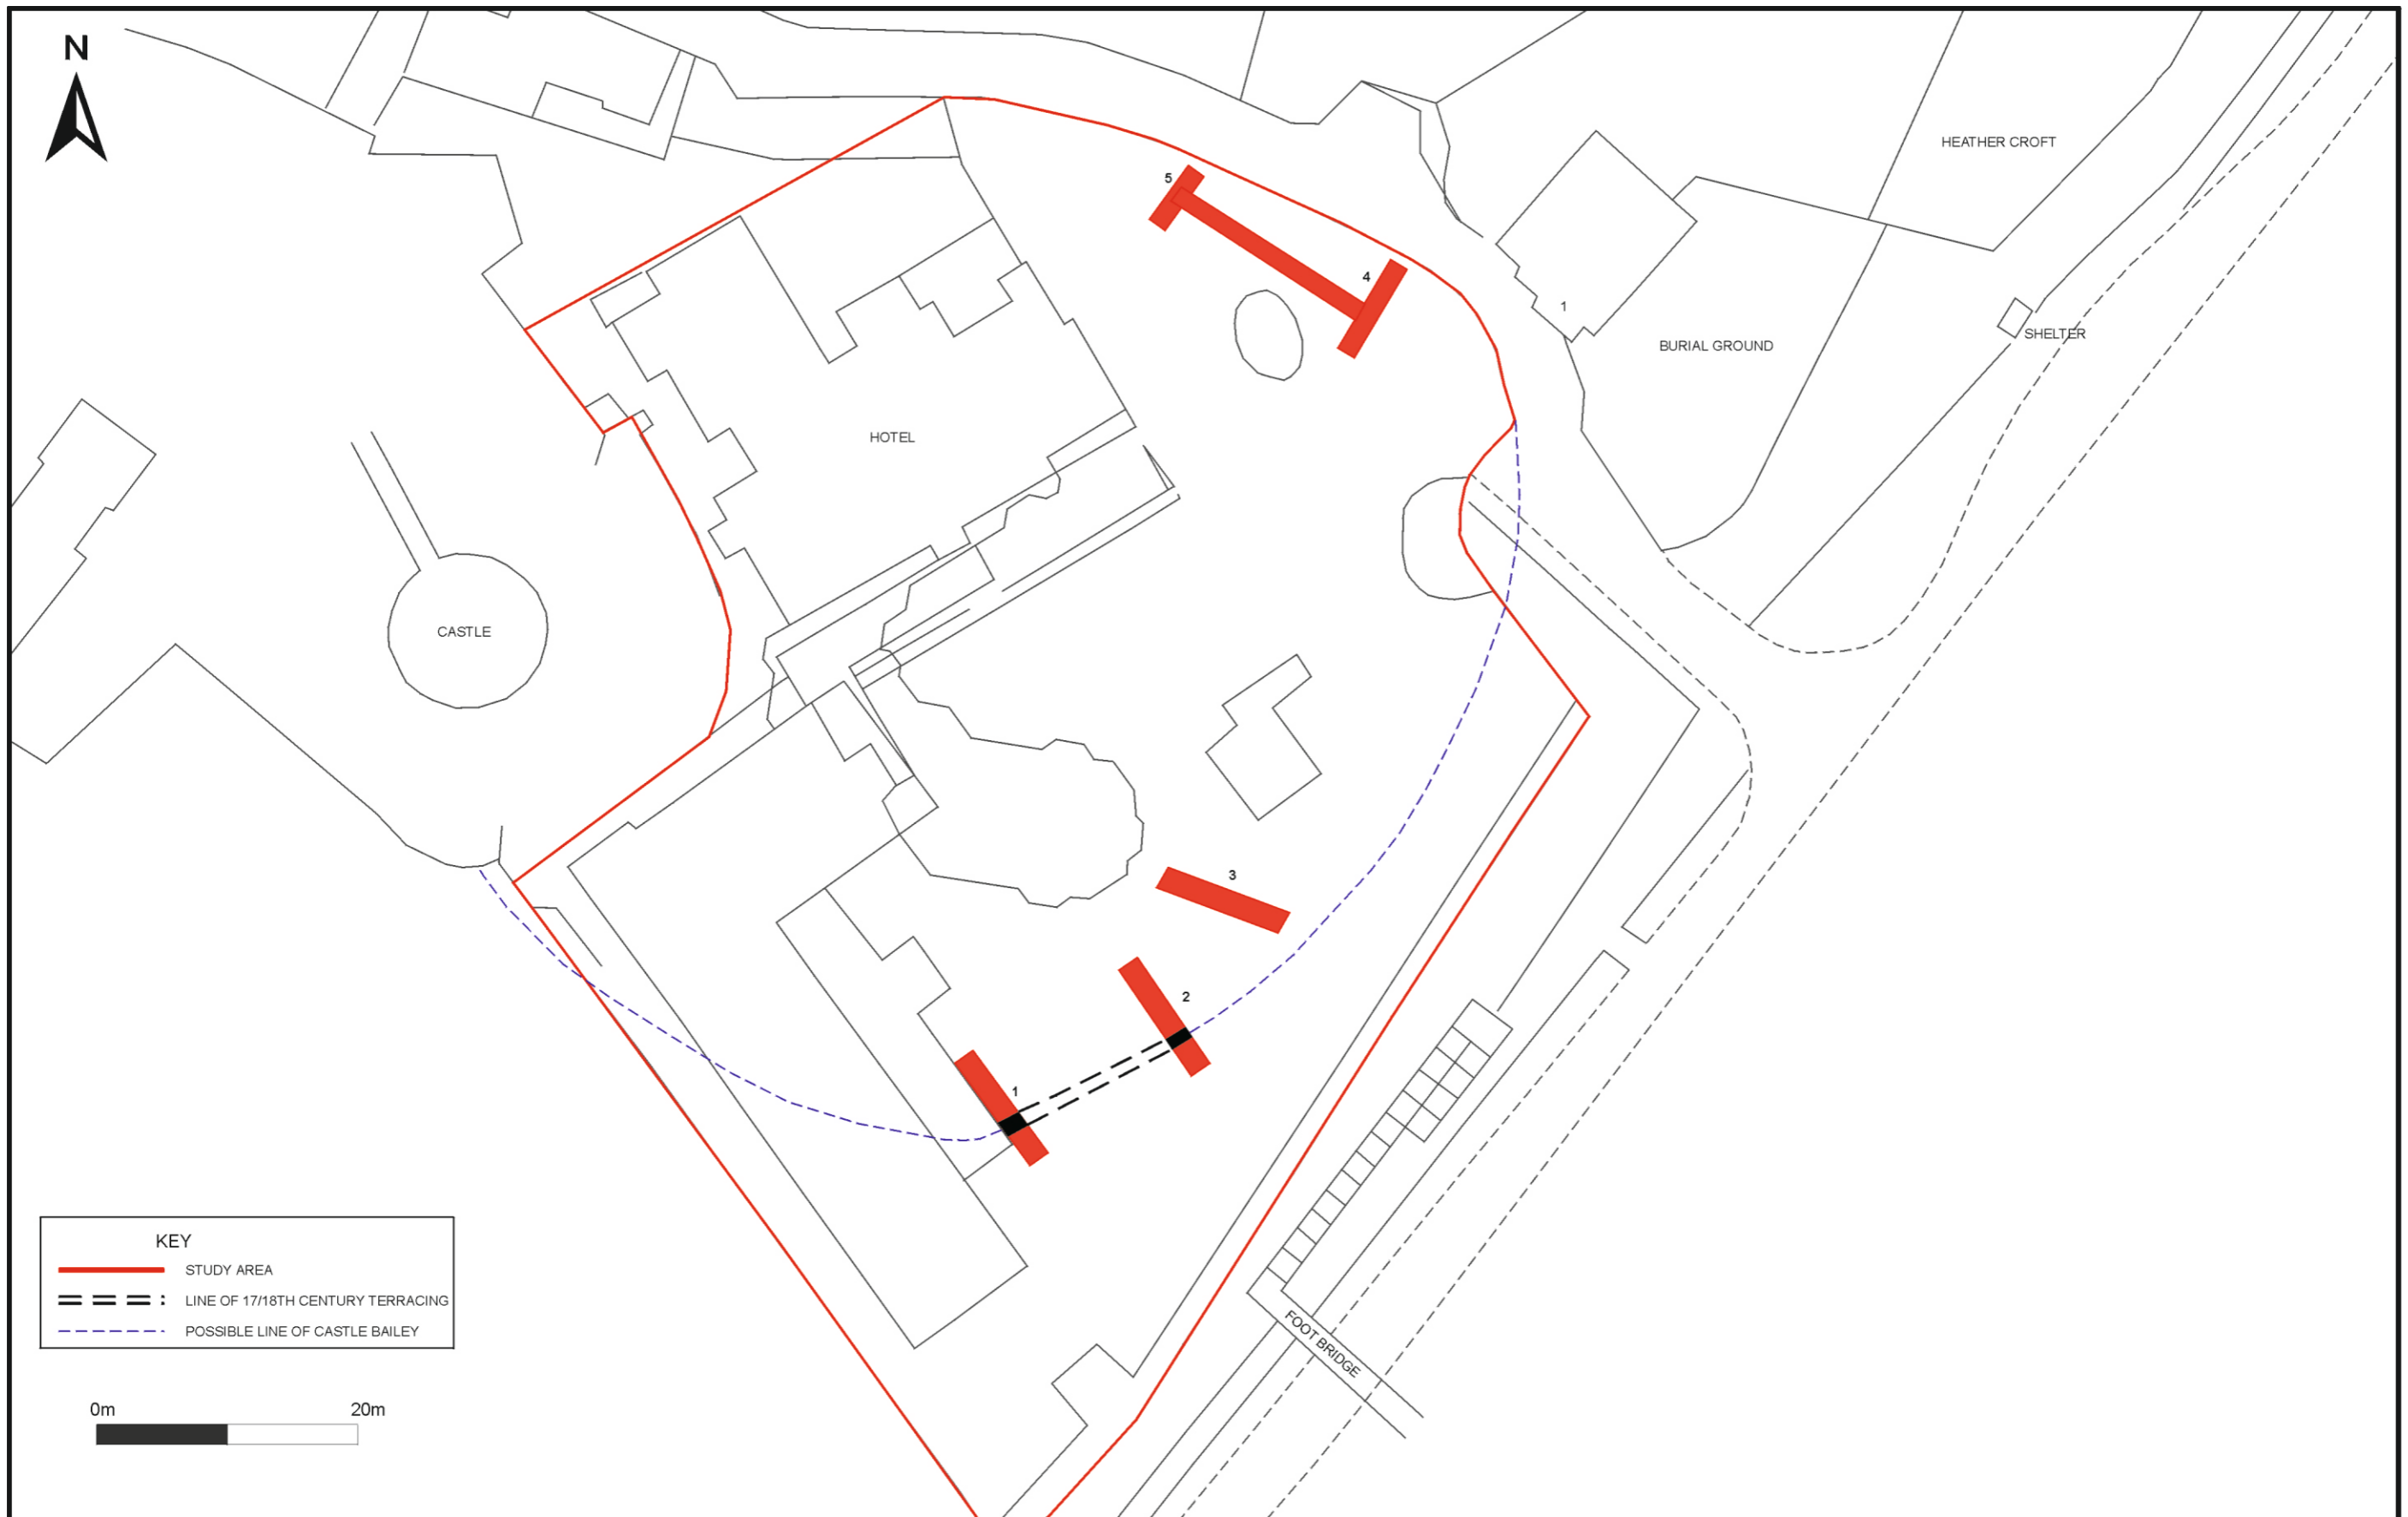 N
HEATHER CROFT
5
4
1
SHELTER
BURIAL GROUND
HOTEL
CASTLE
3
2
1
KEY
STUDY AREA
LINE OF 17/18TH CENTURY TERRACING
POSSIBLE LINE OF CASTLE BAILEY
FOOT BRIDGE
0m 20m